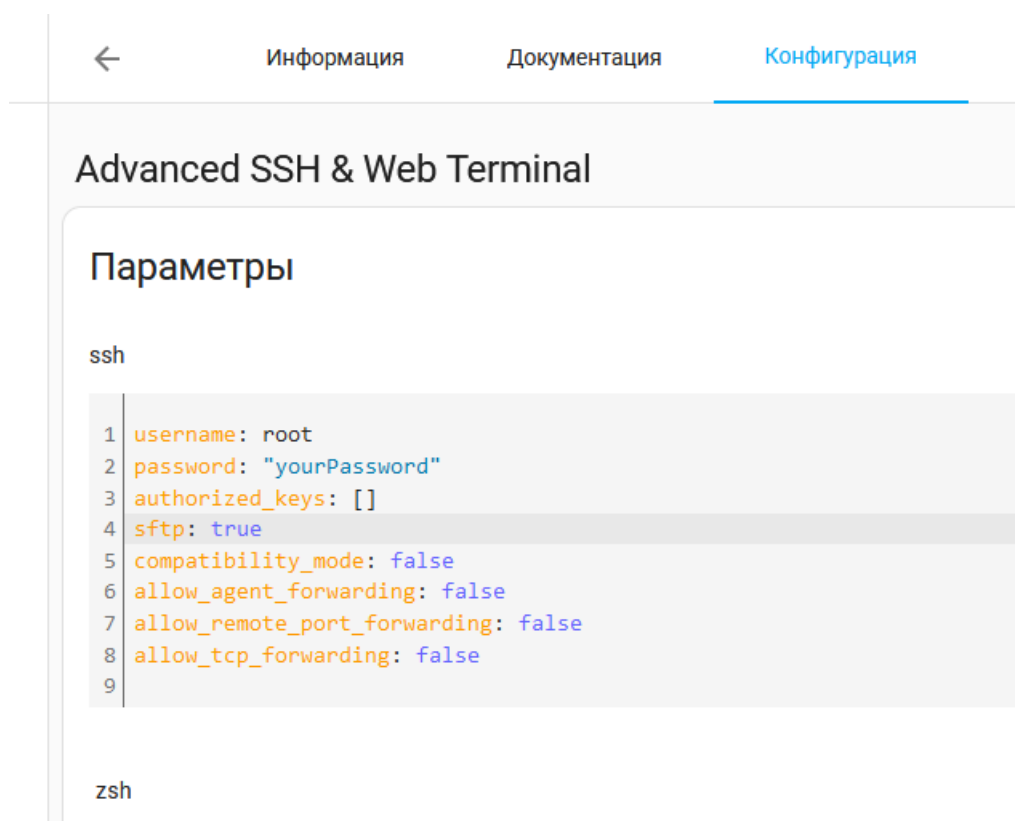 Информация Документация Конфигурация
Advanced SSH & Web Terminal
Параметры
ssh
1 username: root
2 password: "yourPassword"
3 authorized_keys: []
4 sftp: true
5 compatibility_mode: false
6 allow_agent_forwarding: false
7 allow_remote_port_forwarding: false
8 allow_tcp_forwarding: false
9
zsh